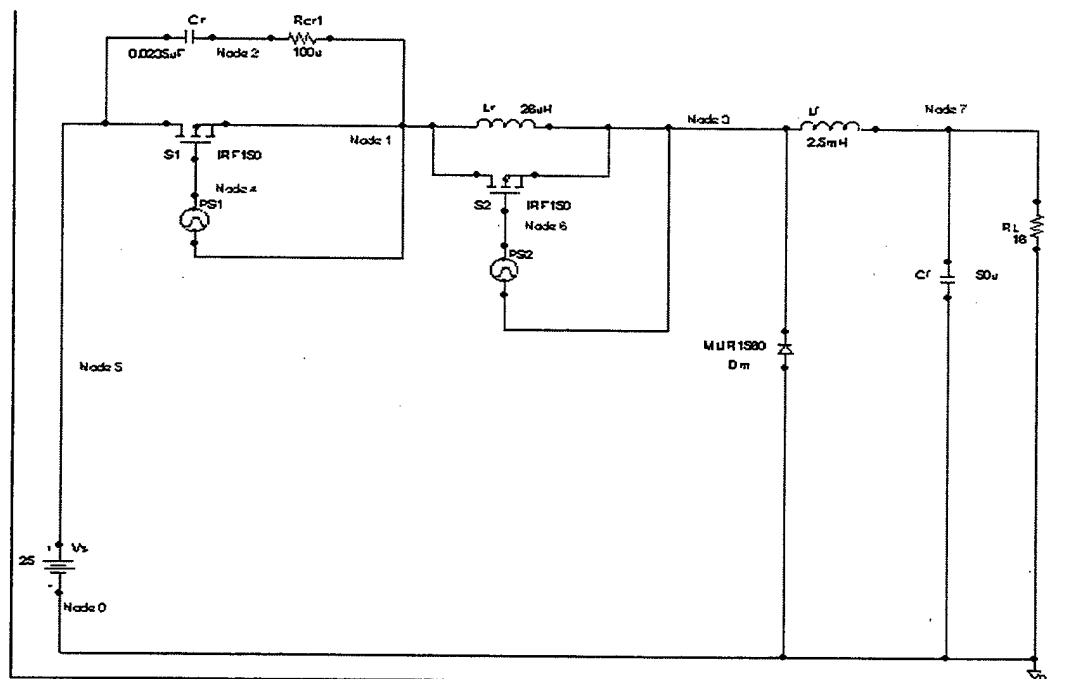 Cr
Rcr1
0.0235uF
Node 2
100u
Lr
26uH
Node 3
Lf
Node 7
2.5mH
Node 1
S1
IRF150
Node 4
PS1
S2
IRF150
Node 6
PS2
RL
16
Cf
50u
MUR1560
Dm
Node 5
+
Vs
25
-
Node 0